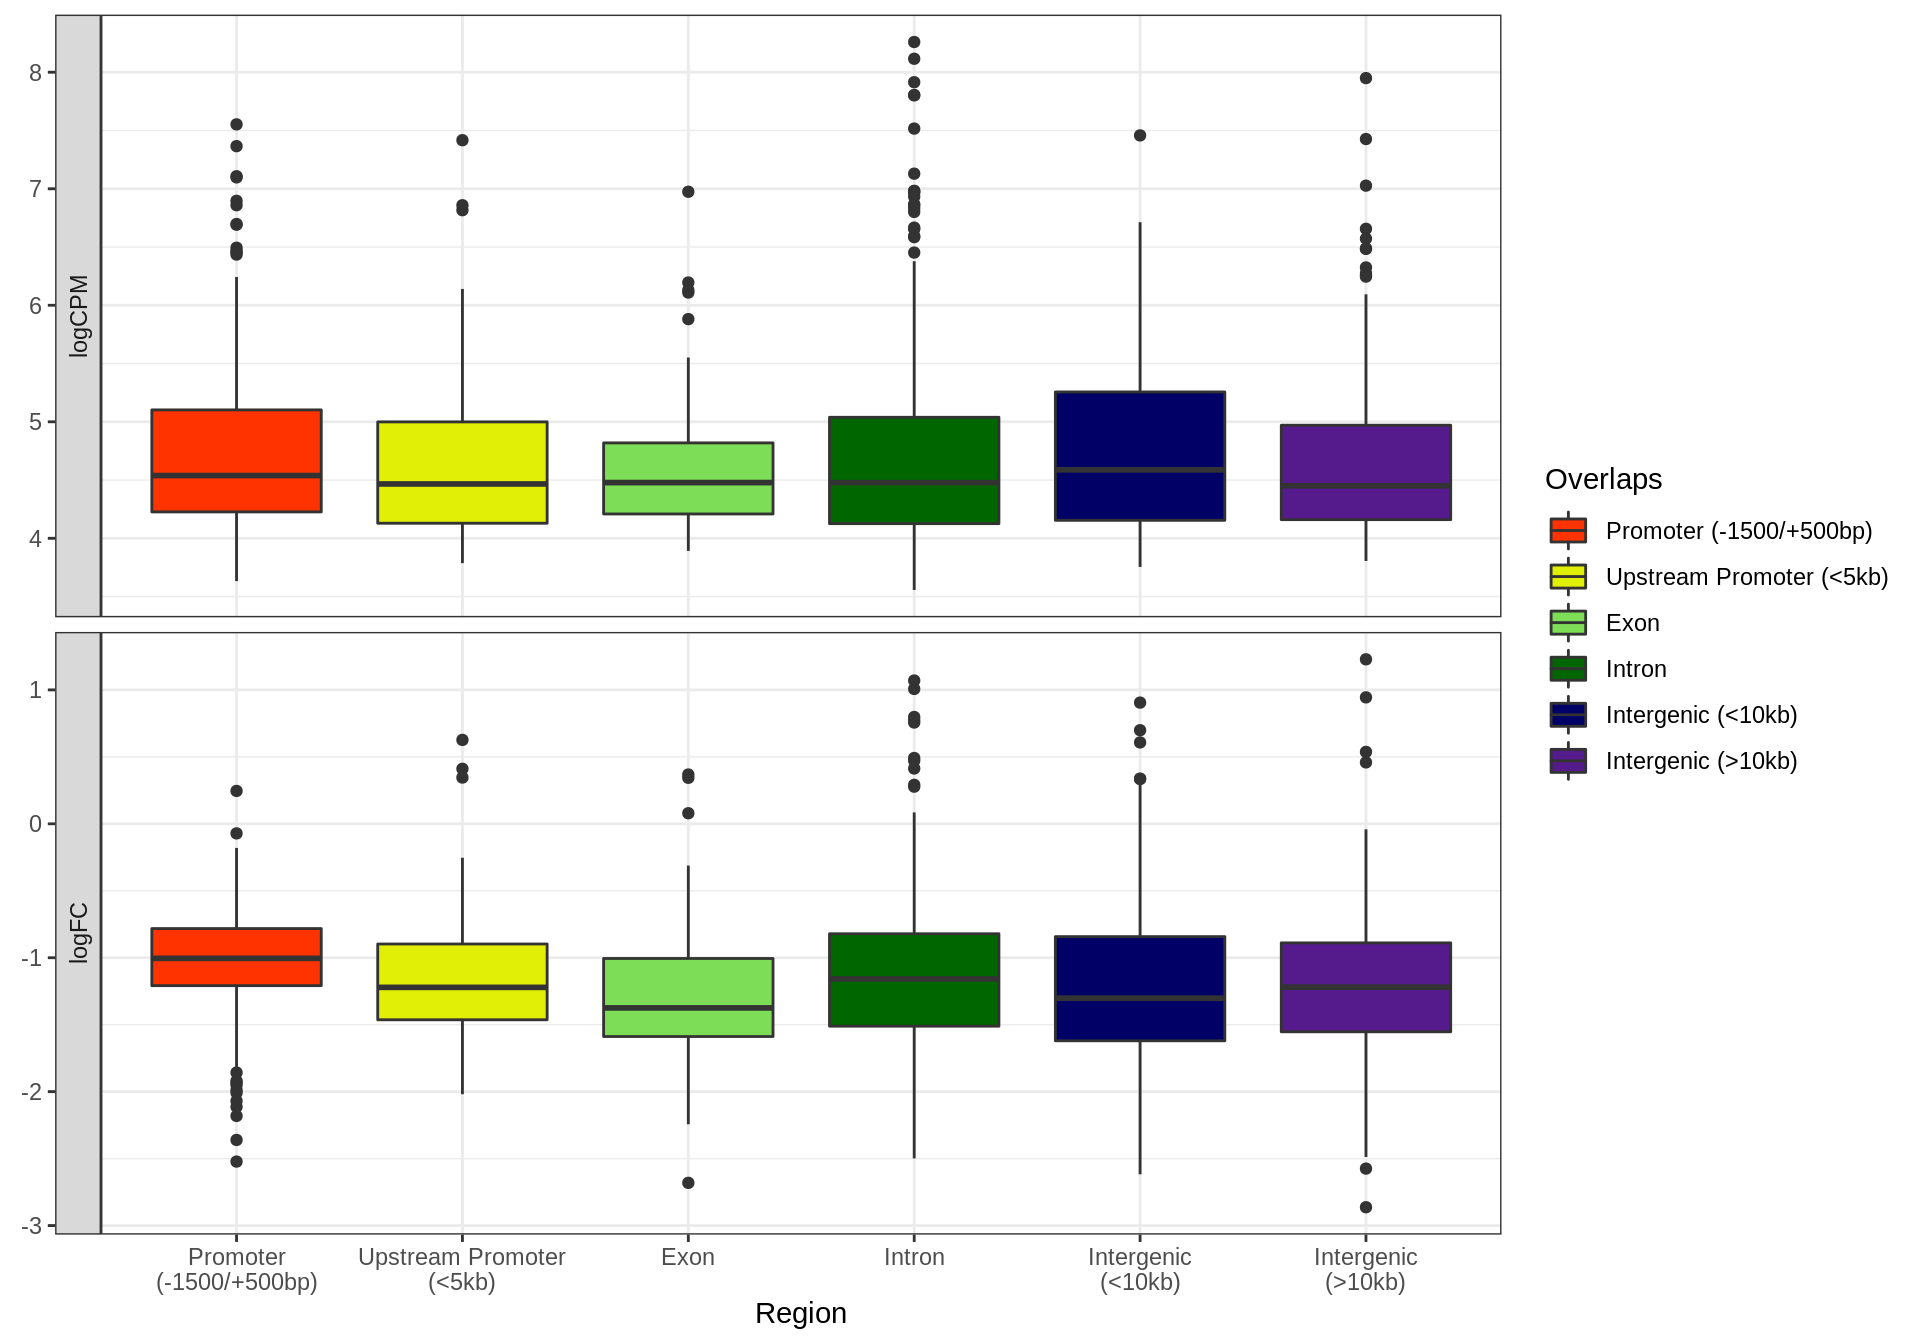 8
7
6
5
4
logCPM
1
0
-1
-2
-3
logFC
Promoter
(-1500/+500bp)
Upstream Promoter
(<5kb)
Exon
Intron
Intergenic
(<10kb)
Intergenic
(>10kb)
Region
Overlaps
Promoter (-1500/+500bp)
Upstream Promoter (<5kb)
Exon
Intron
Intergenic (<10kb)
Intergenic (>10kb)